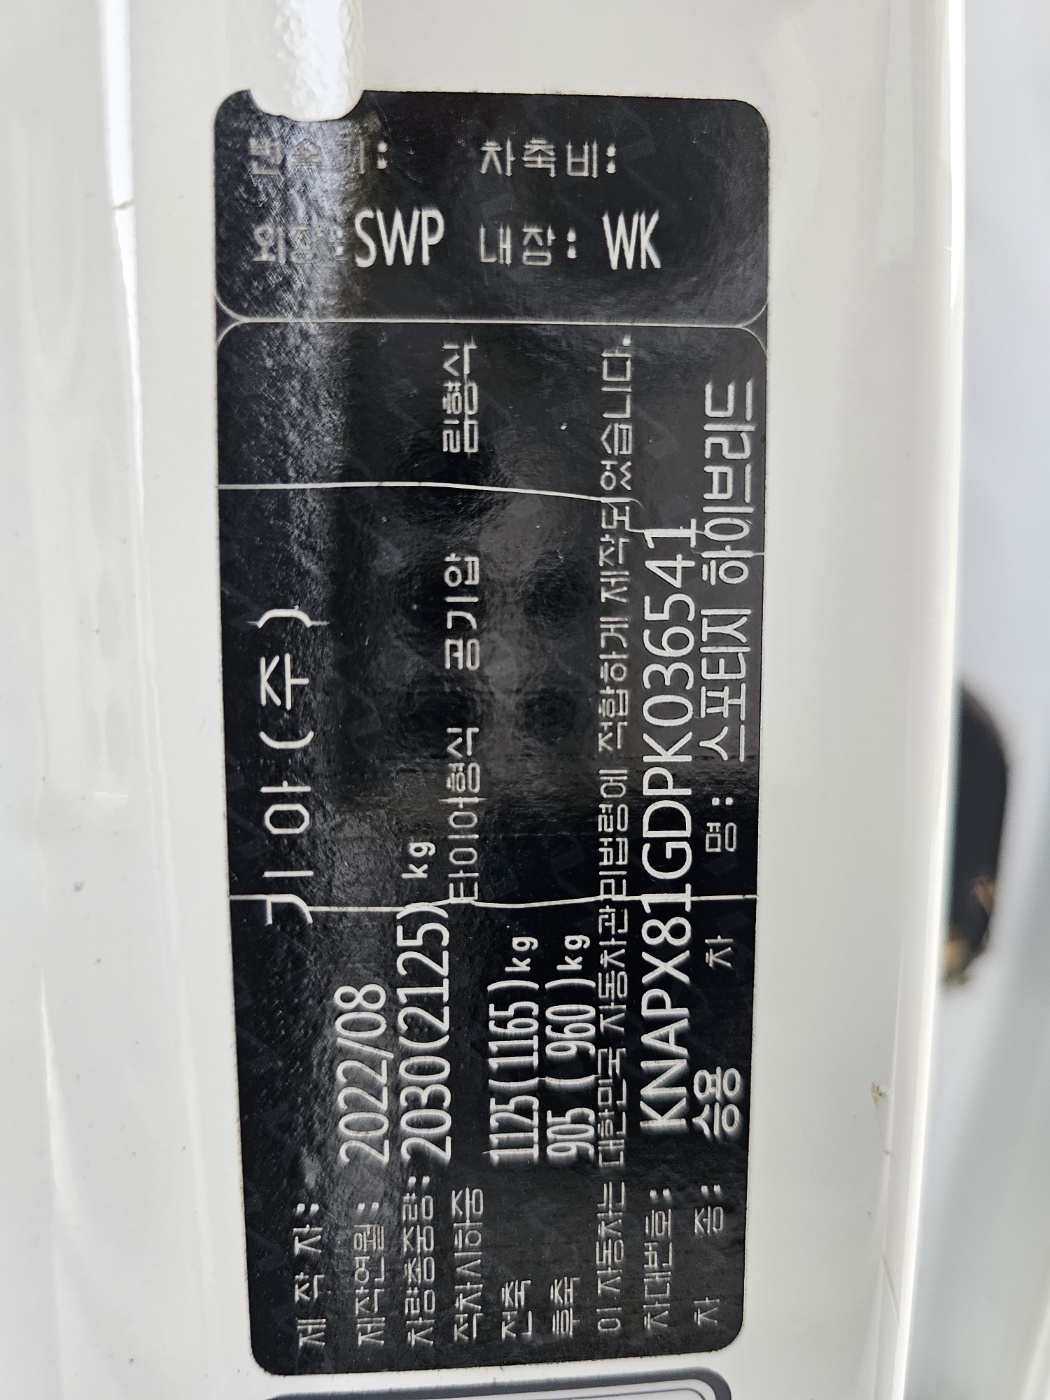 변속기: 차축비:
외장: SWP 내장: WK
제 작 자: 기아(주)
제작연월: 2022/08
차량총중량: 2030(2125) kg
적차시하중 타이어형식 공기압 림형식
전축 1125(1165)kg
후축 905 ( 960 )kg
이 자동차는 대한민국 자동차관리법령에 적합하게 제작되었습니다.
차대번호: KNAPX81GDPK036541
차 종: 승용 차 명: 스포티지 하이브리드